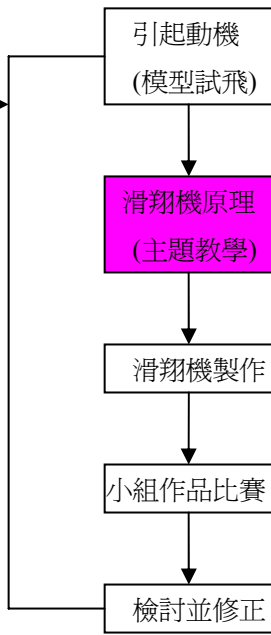 引起動機
(模型試飛)
滑翔機原理
(主題教學)
滑翔機製作
小組作品比賽
檢討並修正